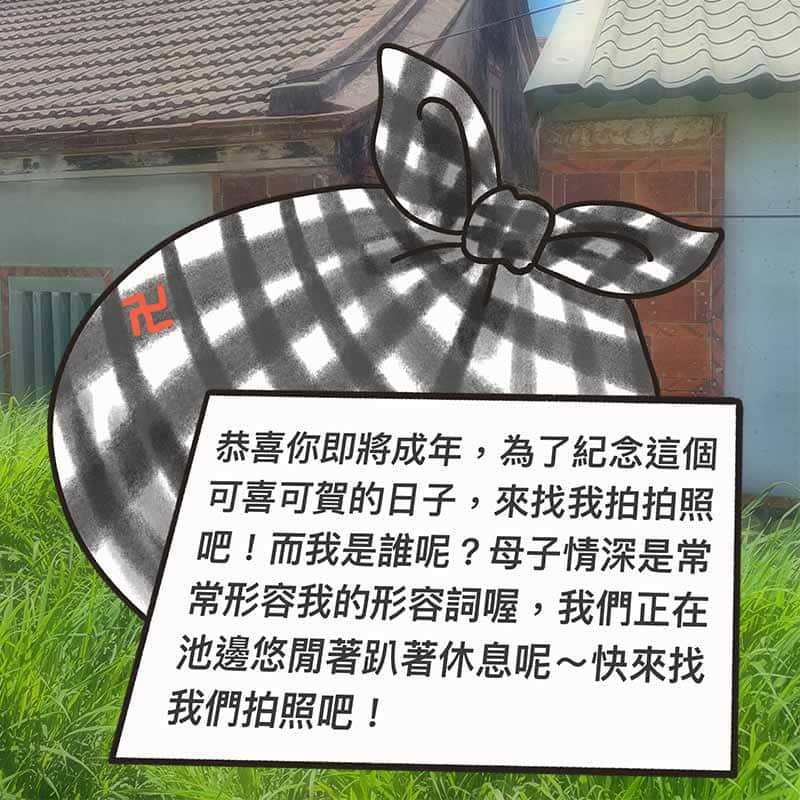 卍
恭喜你即將成年，為了紀念這個
可喜可賀的日子，來找我拍拍照
吧！而我是誰呢？母子情深是常
常形容我的形容詞喔，我們正在
池邊悠閒著趴著休息呢～快來找
我們拍照吧！